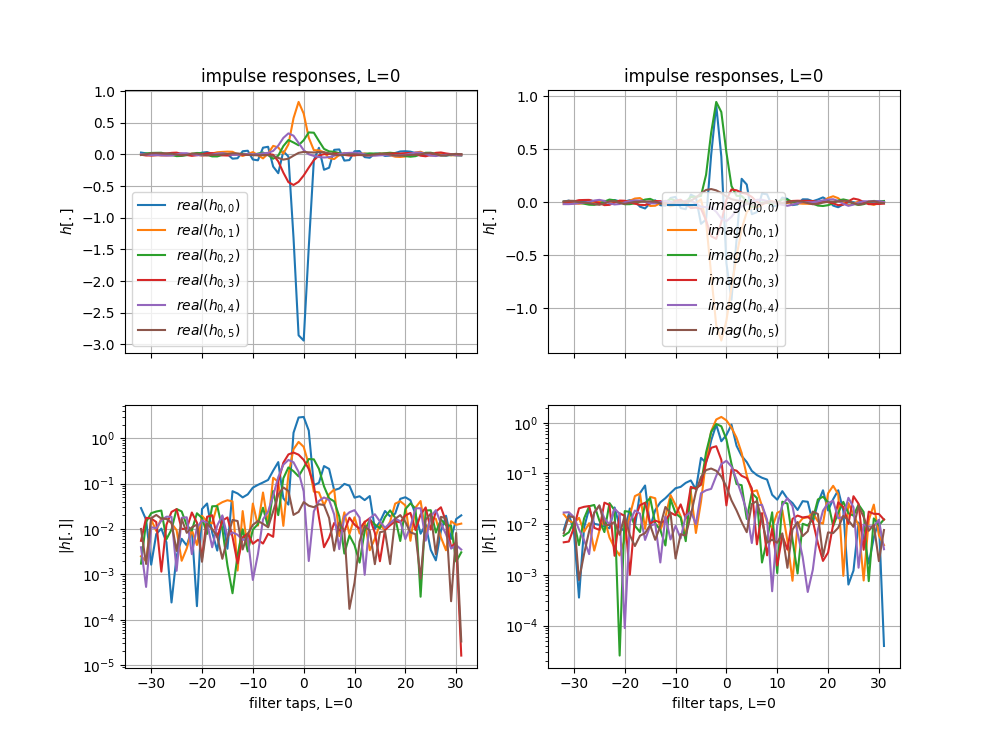 impulse responses, L=0
h[.]
1.0
0.5
0.0
−0.5
−1.0
−1.5
−2.0
−2.5
−3.0
real(h0,0)
real(h0,1)
real(h0,2)
real(h0,3)
real(h0,4)
real(h0,5)
impulse responses, L=0
h[.]
1.0
0.5
0.0
−0.5
−1.0
imag(h0,0)
imag(h0,1)
imag(h0,2)
imag(h0,3)
imag(h0,4)
imag(h0,5)
|h[.]|
10^0
10^−1
10^−2
10^−3
10^−4
10^−5
−30 −20 −10 0 10 20 30
filter taps, L=0
|h[.]|
10^0
10^−1
10^−2
10^−3
10^−4
−30 −20 −10 0 10 20 30
filter taps, L=0